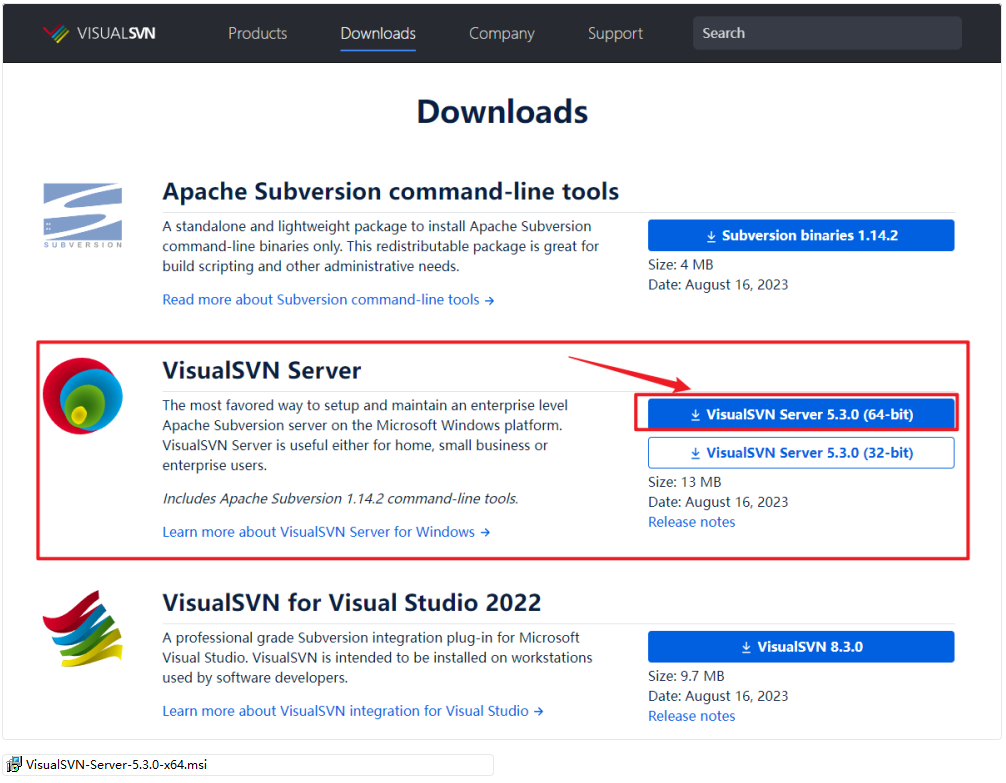 VISUALSVN
Products
Downloads
Company
Support
Search
Downloads
SUBVERSION
Apache Subversion command-line tools
A standalone and lightweight package to install Apache Subversion
command-line binaries only. This redistributable package is great for
build scripting and other administrative needs.
Read more about Subversion command-line tools →
Subversion binaries 1.14.2
Size: 4 MB
Date: August 16, 2023
VisualSVN Server
The most favored way to setup and maintain an enterprise level
Apache Subversion server on the Microsoft Windows platform.
VisualSVN Server is useful either for home, small business or
enterprise users.
Includes Apache Subversion 1.14.2 command-line tools.
Learn more about VisualSVN Server for Windows →
VisualSVN Server 5.3.0 (64-bit)
VisualSVN Server 5.3.0 (32-bit)
Size: 13 MB
Date: August 16, 2023
Release notes
VisualSVN for Visual Studio 2022
A professional grade Subversion integration plug-in for Microsoft
Visual Studio. VisualSVN is intended to be installed on workstations
used by software developers.
Learn more about VisualSVN integration for Visual Studio →
VisualSVN 8.3.0
Size: 9.7 MB
Date: August 16, 2023
Release notes
VisualSVN-Server-5.3.0-x64.msi